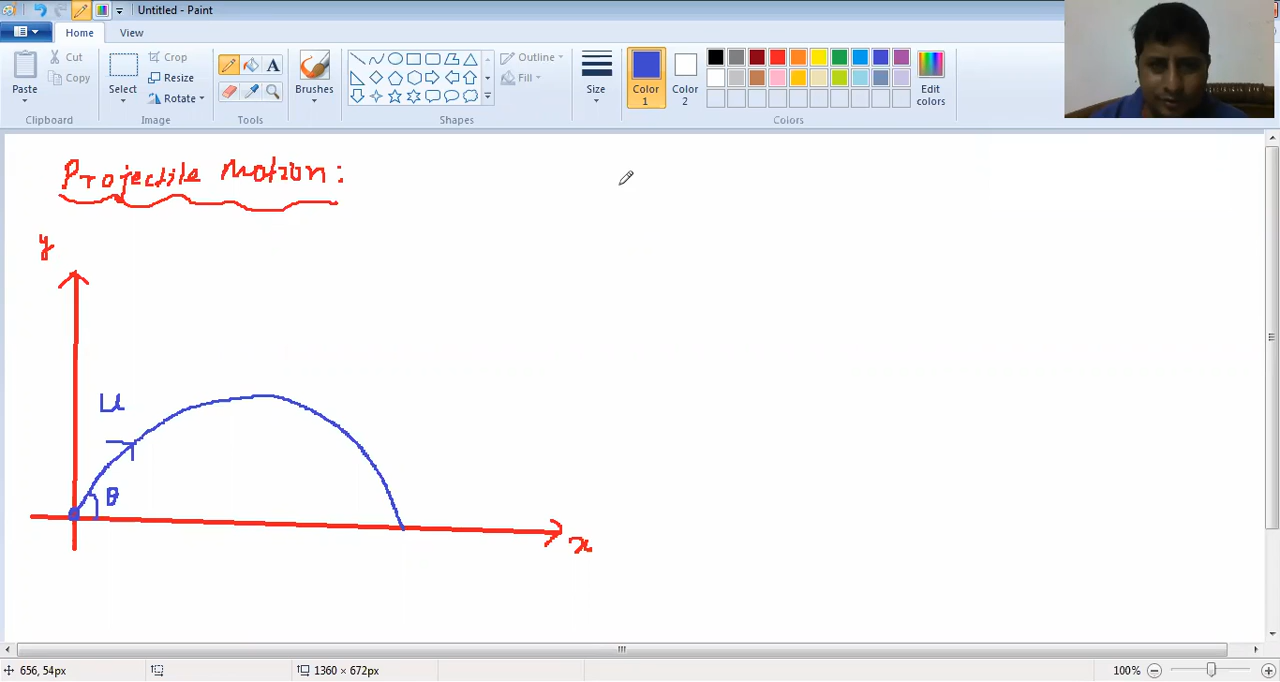 Untitled - Paint
Home View
Cut
Copy
Paste
Clipboard
Select
Crop
Resize
Rotate
Image
Tools
Brushes
Shapes
Outline
Fill
Size
Color 1
Color 2
Edit colors
Colors
Projectile Motion:
y
u
θ
x
656, 54px
1360 × 672px
100%